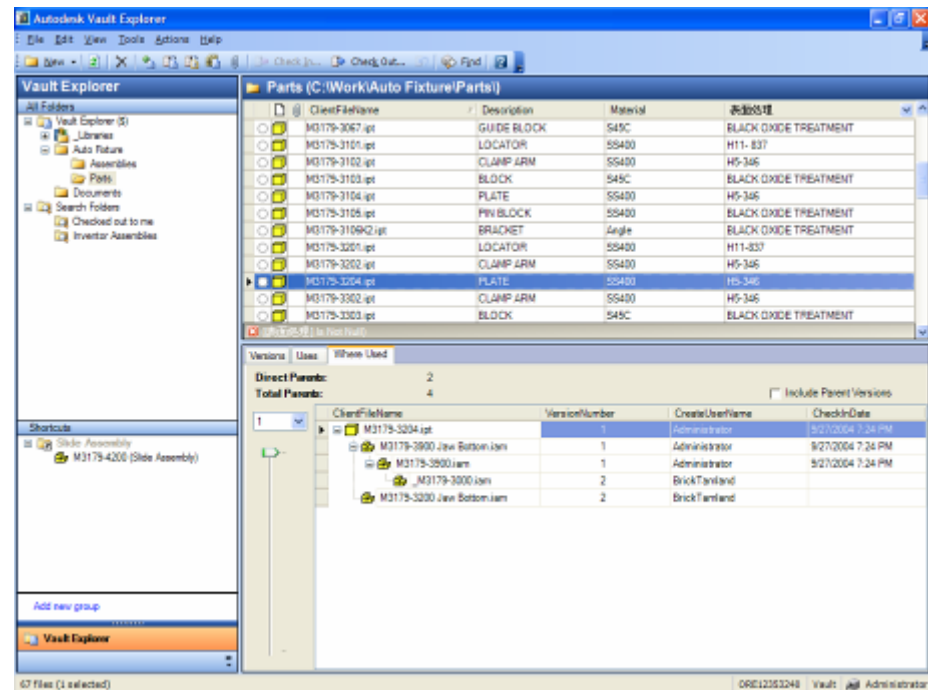 Autodesk Vault Explorer
File Edit View Tools Actions Help
New Check In... Check Out... Find
Vault Explorer
Parts (C:\Work\Auto Fixture\Parts\)
All Folders
Vault Explorer ($)
_Libraries
Auto Fixture
Assemblies
Parts
Documents
Search Folders
Checked out to me
Inventor Assemblies
ClientFileName Description Material 表面処理
M3179-3067.ipt GUIDE BLOCK S45C BLACK OXIDE TREATMENT
M3179-3101.ipt LOCATOR SS400 H11-837
M3179-3102.ipt CLAMP ARM SS400 H5-346
M3179-3103.ipt BLOCK S45C BLACK OXIDE TREATMENT
M3179-3104.ipt PLATE SS400 H5-346
M3179-3105.ipt PIN BLOCK SS400 BLACK OXIDE TREATMENT
M3179-3109K2.ipt BRACKET Angle BLACK OXIDE TREATMENT
M3179-3201.ipt LOCATOR SS400 H11-837
M3179-3202.ipt CLAMP ARM SS400 H5-346
M3179-3204.ipt PLATE SS400 H5-346
M3179-3302.ipt CLAMP ARM SS400 H5-346
M3179-3303.ipt BLOCK S45C BLACK OXIDE TREATMENT
Is Not Null)
Versions Uses Where Used
Direct Parents: 2
Total Parents: 4
Include Parent Versions
1
ClientFileName VersionNumber CreateUserName CheckInDate
M3179-3204.ipt 1 Administrator 9/27/2004 7:24 PM
M3179-3900 Jaw Bottom.iam 1 Administrator 9/27/2004 7:24 PM
M3179-3500.iam 1 Administrator 9/27/2004 7:24 PM
_M3179-3000.iam 2 BrickTamland
M3179-3200 Jaw Bottom.iam 2 BrickTamland
Shortcuts
Slide Assembly
M3179-4200 (Slide Assembly)
Add new group
Vault Explorer
67 files (1 selected)
ORE12353248 Vault Administrator